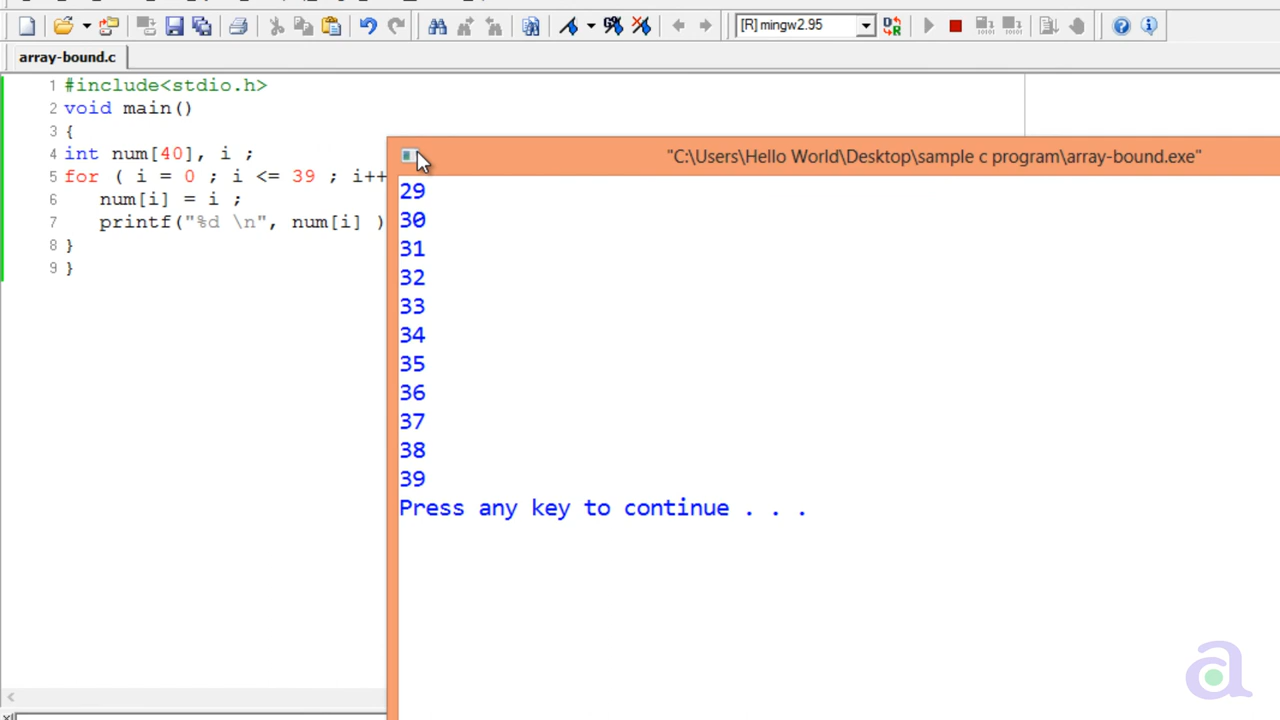 [R] mingw2.95
array-bound.c
1 #include<stdio.h>
2 void main()
3 {
4 int num[40], i ;
5 for ( i = 0 ; i <= 39 ; i++
6 num[i] = i ;
7 printf("%d \n", num[i] )
8 }
9 }
"C:\Users\Hello World\Desktop\sample c program\array-bound.exe"
29
30
31
32
33
34
35
36
37
38
39
Press any key to continue . . .
a